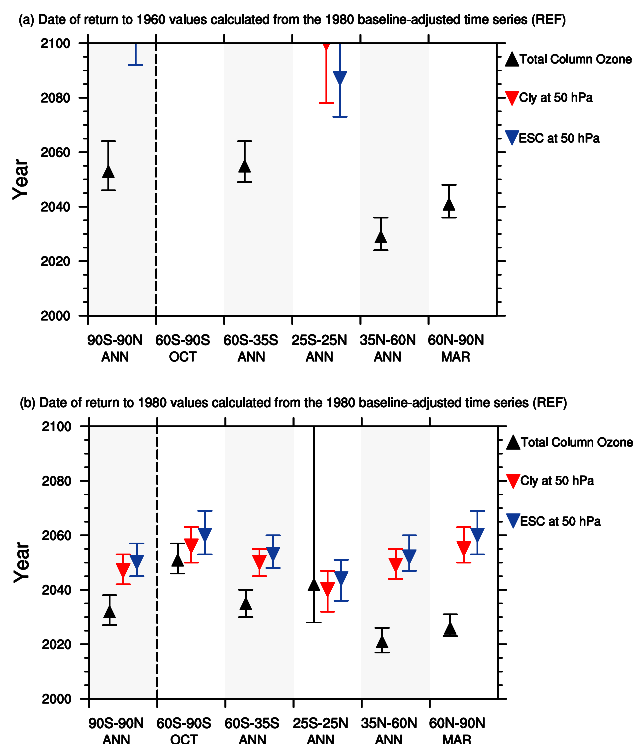 (a) Date of return to 1960 values calculated from the 1980 baseline-adjusted time series (REF)
2100
2080
2060
2040
2020
2000
Year
90S-90N 60S-90S 60S-35S 25S-25N 35N-60N 60N-90N
ANN OCT ANN ANN ANN MAR
Total Column Ozone
Cly at 50 hPa
ESC at 50 hPa
(b) Date of return to 1980 values calculated from the 1980 baseline-adjusted time series (REF)
2100
2080
2060
2040
2020
2000
Year
90S-90N 60S-90S 60S-35S 25S-25N 35N-60N 60N-90N
ANN OCT ANN ANN ANN MAR
Total Column Ozone
Cly at 50 hPa
ESC at 50 hPa